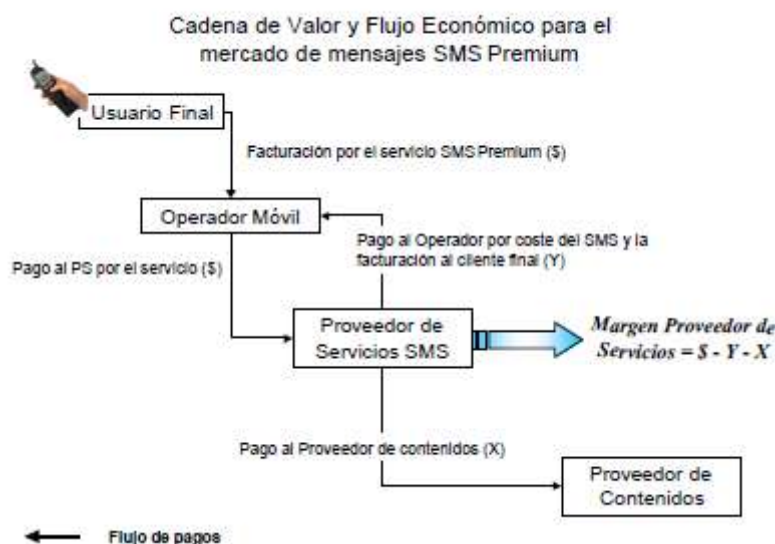 Cadena de Valor y Flujo Económico para el
mercado de mensajes SMS Premium
Usuario Final
Facturación por el servicio SMS Premium ($)
Operador Móvil
Pago al Operador por coste del SMS y la
facturación al cliente final (Y)
Pago al PS por el servicio ($)
Proveedor de
Servicios SMS
Margen Proveedor de
Servicios = $ - Y - X
Pago al Proveedor de contenidos (X)
Proveedor de
Contenidos
Flujo de pagos